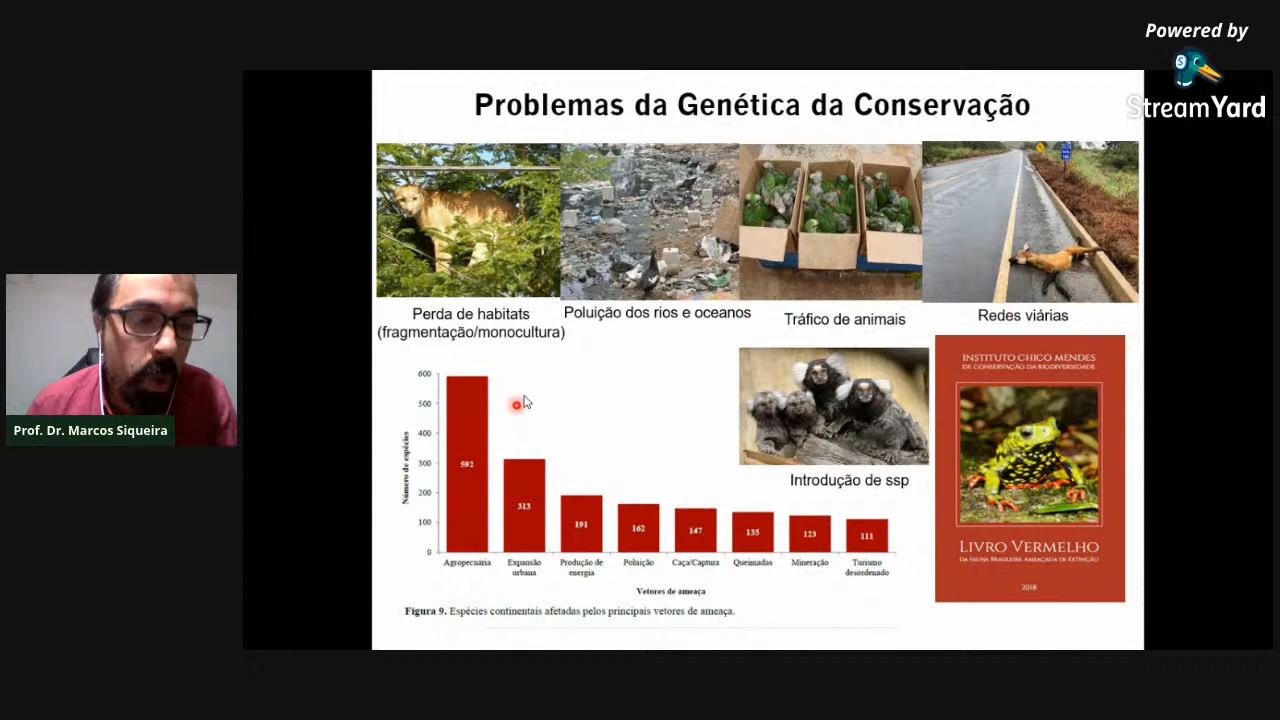 Powered by
StreamYard
Problemas da Genética da Conservação
Perda de habitats
(fragmentação/monocultura)
Poluição dos rios e oceanos
Tráfico de animais
Redes viárias
Prof. Dr. Marcos Siqueira
Número de espécies
600
500
400
300
200
100
0
592
313
191
162
147
135
123
111
Agropecuária
Expansão
urbana
Produção de
energia
Poluição
Caça/Captura
Queimadas
Mineração
Turismo
desordenado
Vetores de ameaça
Figura 9. Espécies continentais afetadas pelos principais vetores de ameaça.
Introdução de ssp
INSTITUTO CHICO MENDES
DE CONSERVAÇÃO DA BIODIVERSIDADE
LIVRO VERMELHO
DA FAUNA BRASILEIRA AMEAÇADA DE EXTINÇÃO
2018